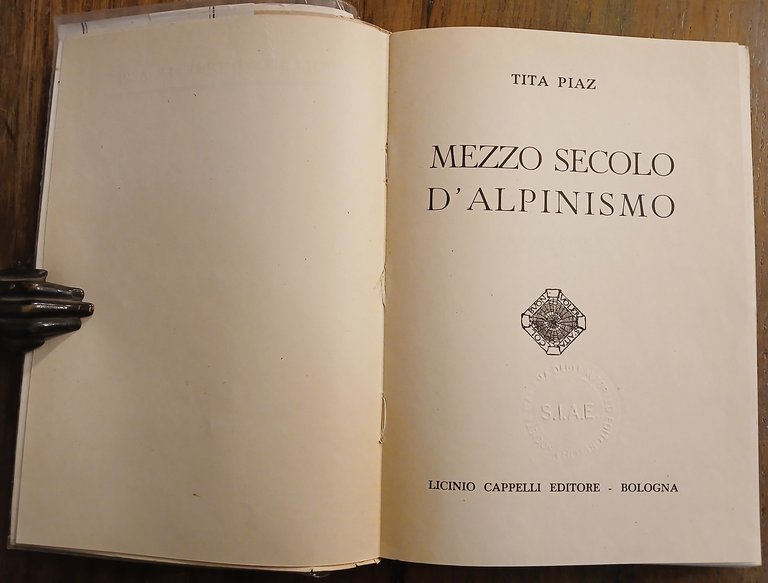 TITA PIAZ
MEZZO SECOLO
D'ALPINISMO
S.I.A.E.
LICINIO CAPPELLI EDITORE - BOLOGNA